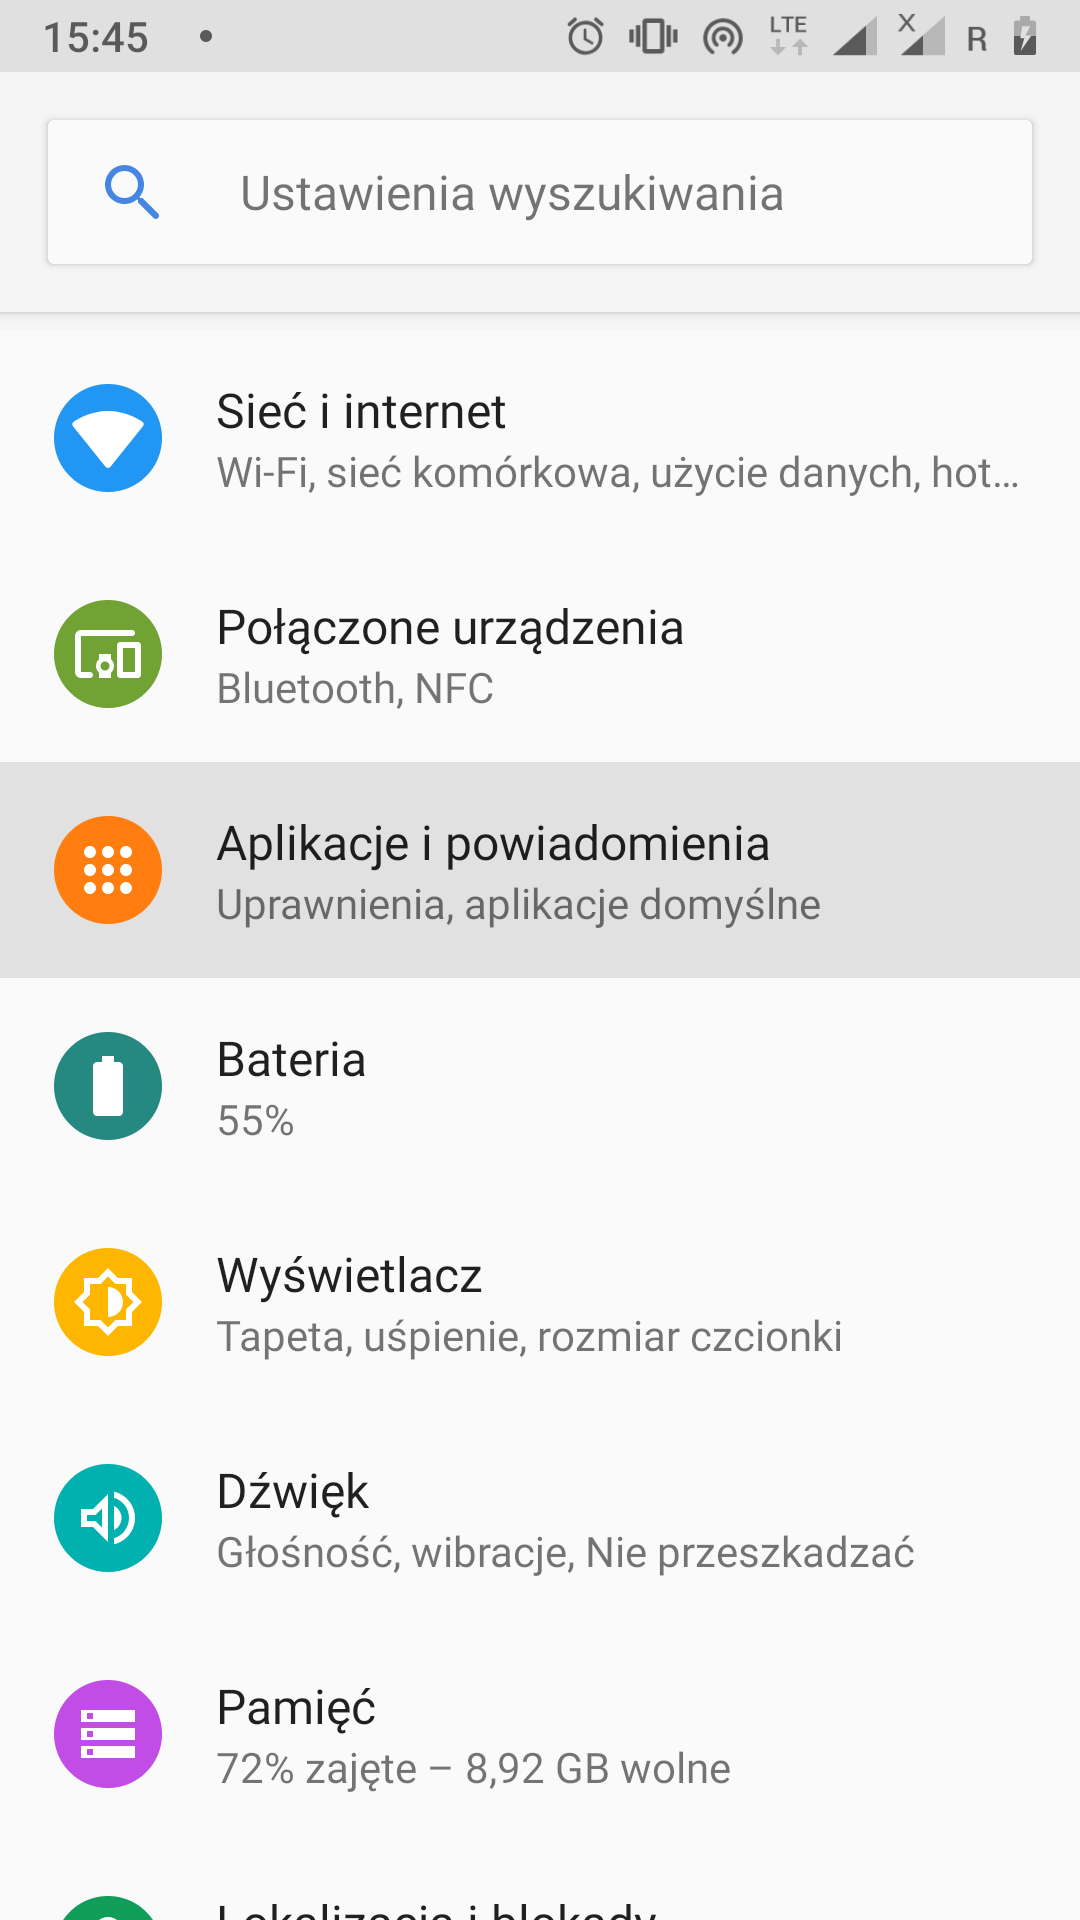 15:45
LTE
X
R
Ustawienia wyszukiwania
Sieć i internet
Wi-Fi, sieć komórkowa, użycie danych, hot…
Połączone urządzenia
Bluetooth, NFC
Aplikacje i powiadomienia
Uprawnienia, aplikacje domyślne
Bateria
55%
Wyświetlacz
Tapeta, uśpienie, rozmiar czcionki
Dźwięk
Głośność, wibracje, Nie przeszkadzać
Pamięć
72% zajęte – 8,92 GB wolne
Lokalizacja i blokady